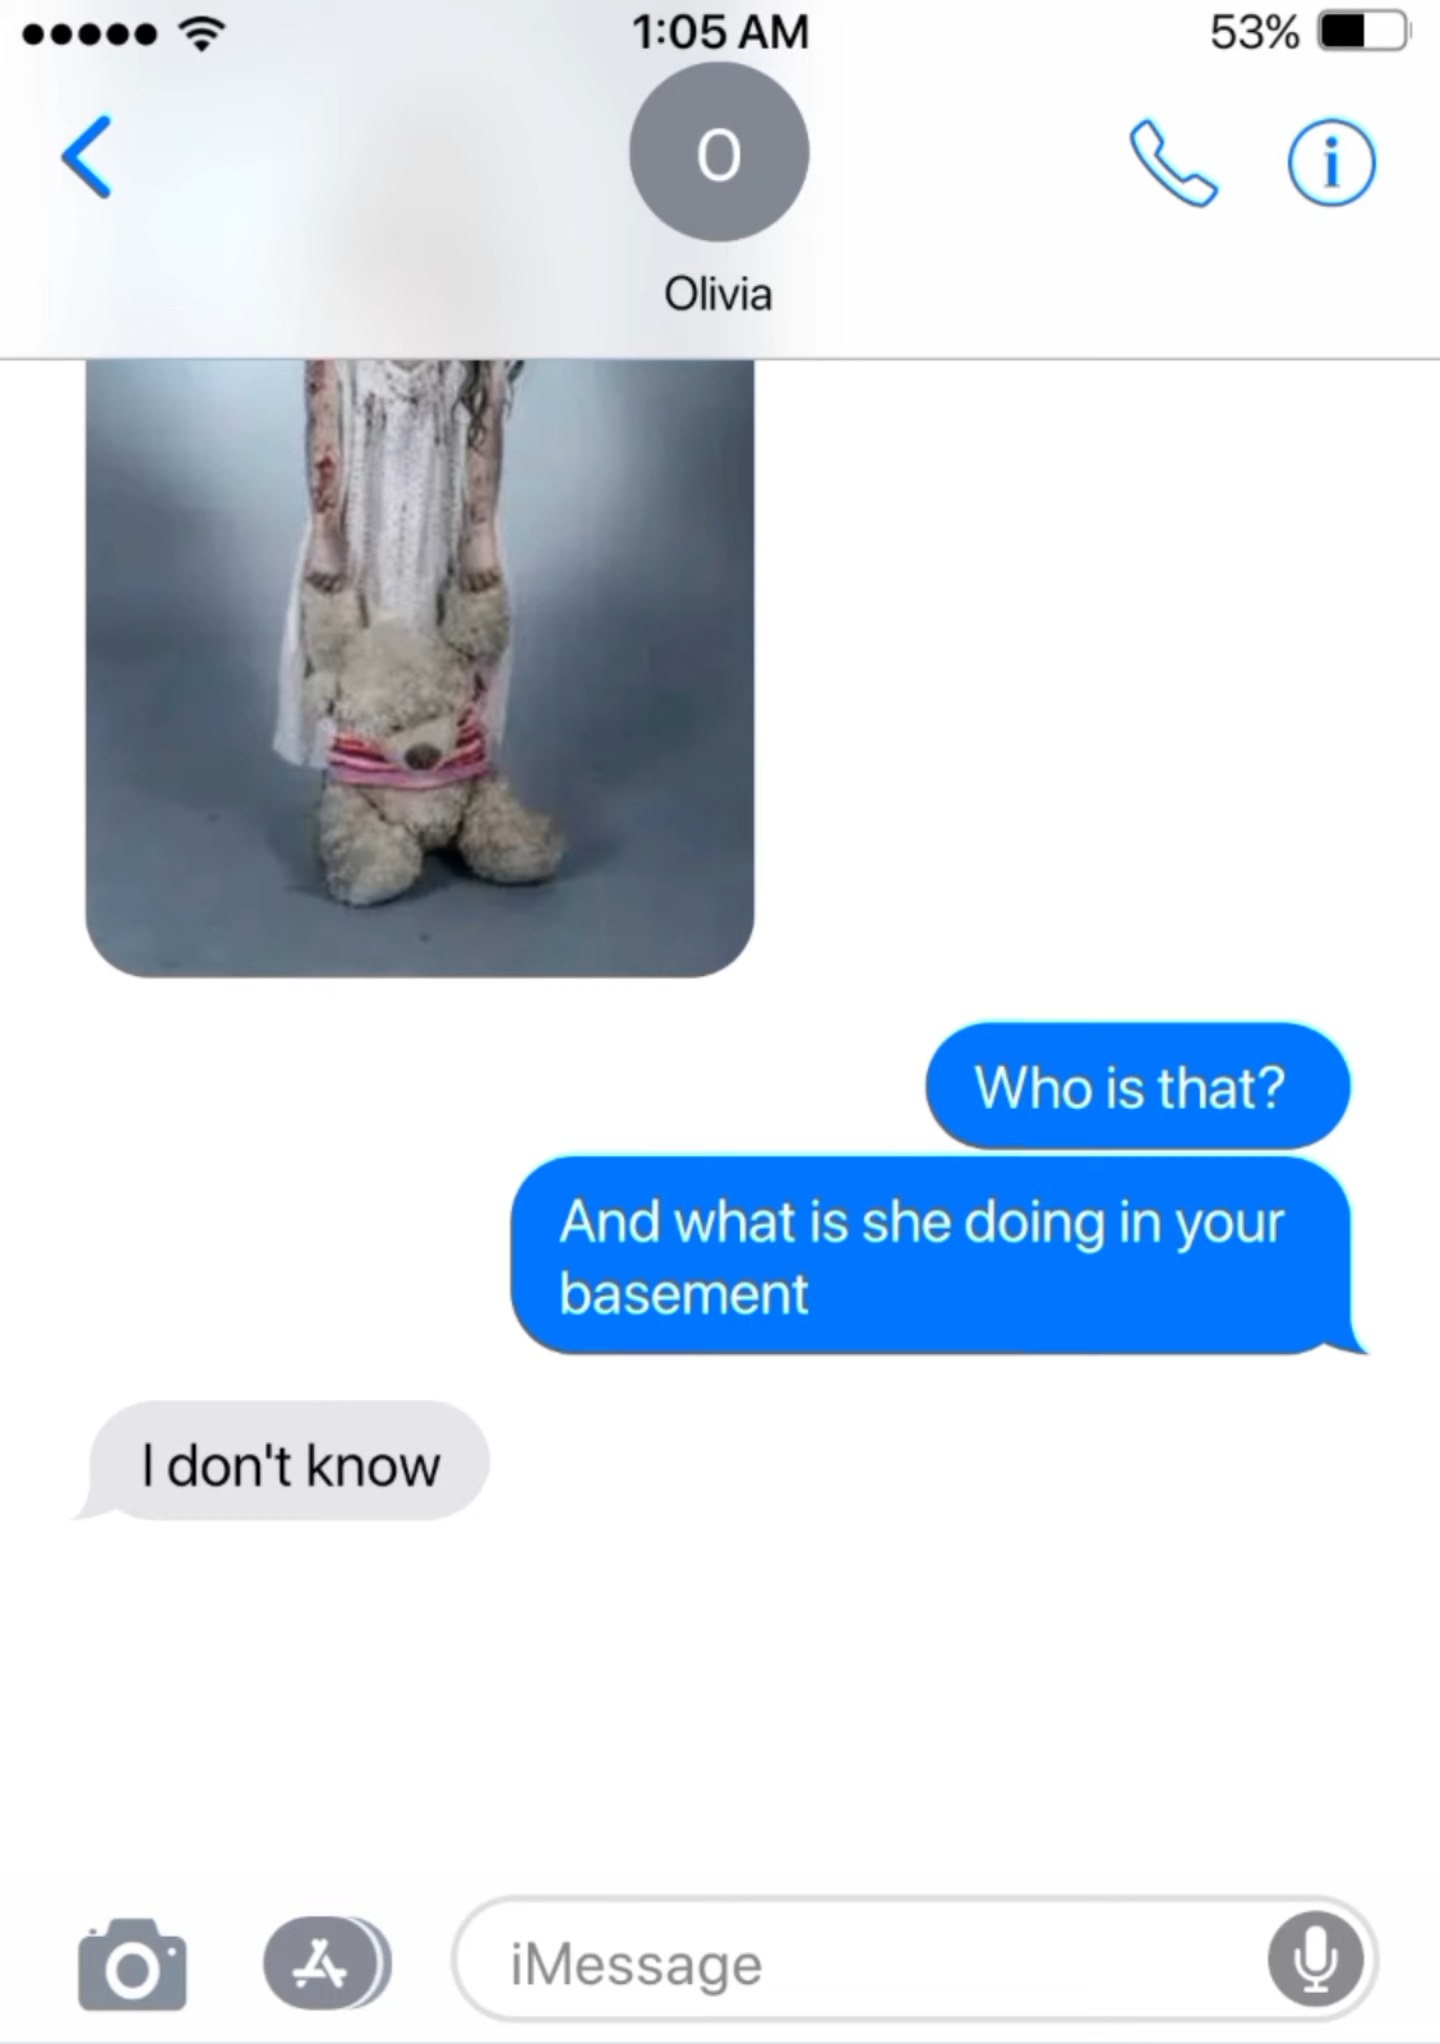 1:05 AM
53%
O
Olivia
Who is that?
And what is she doing in your
basement
I don't know
iMessage